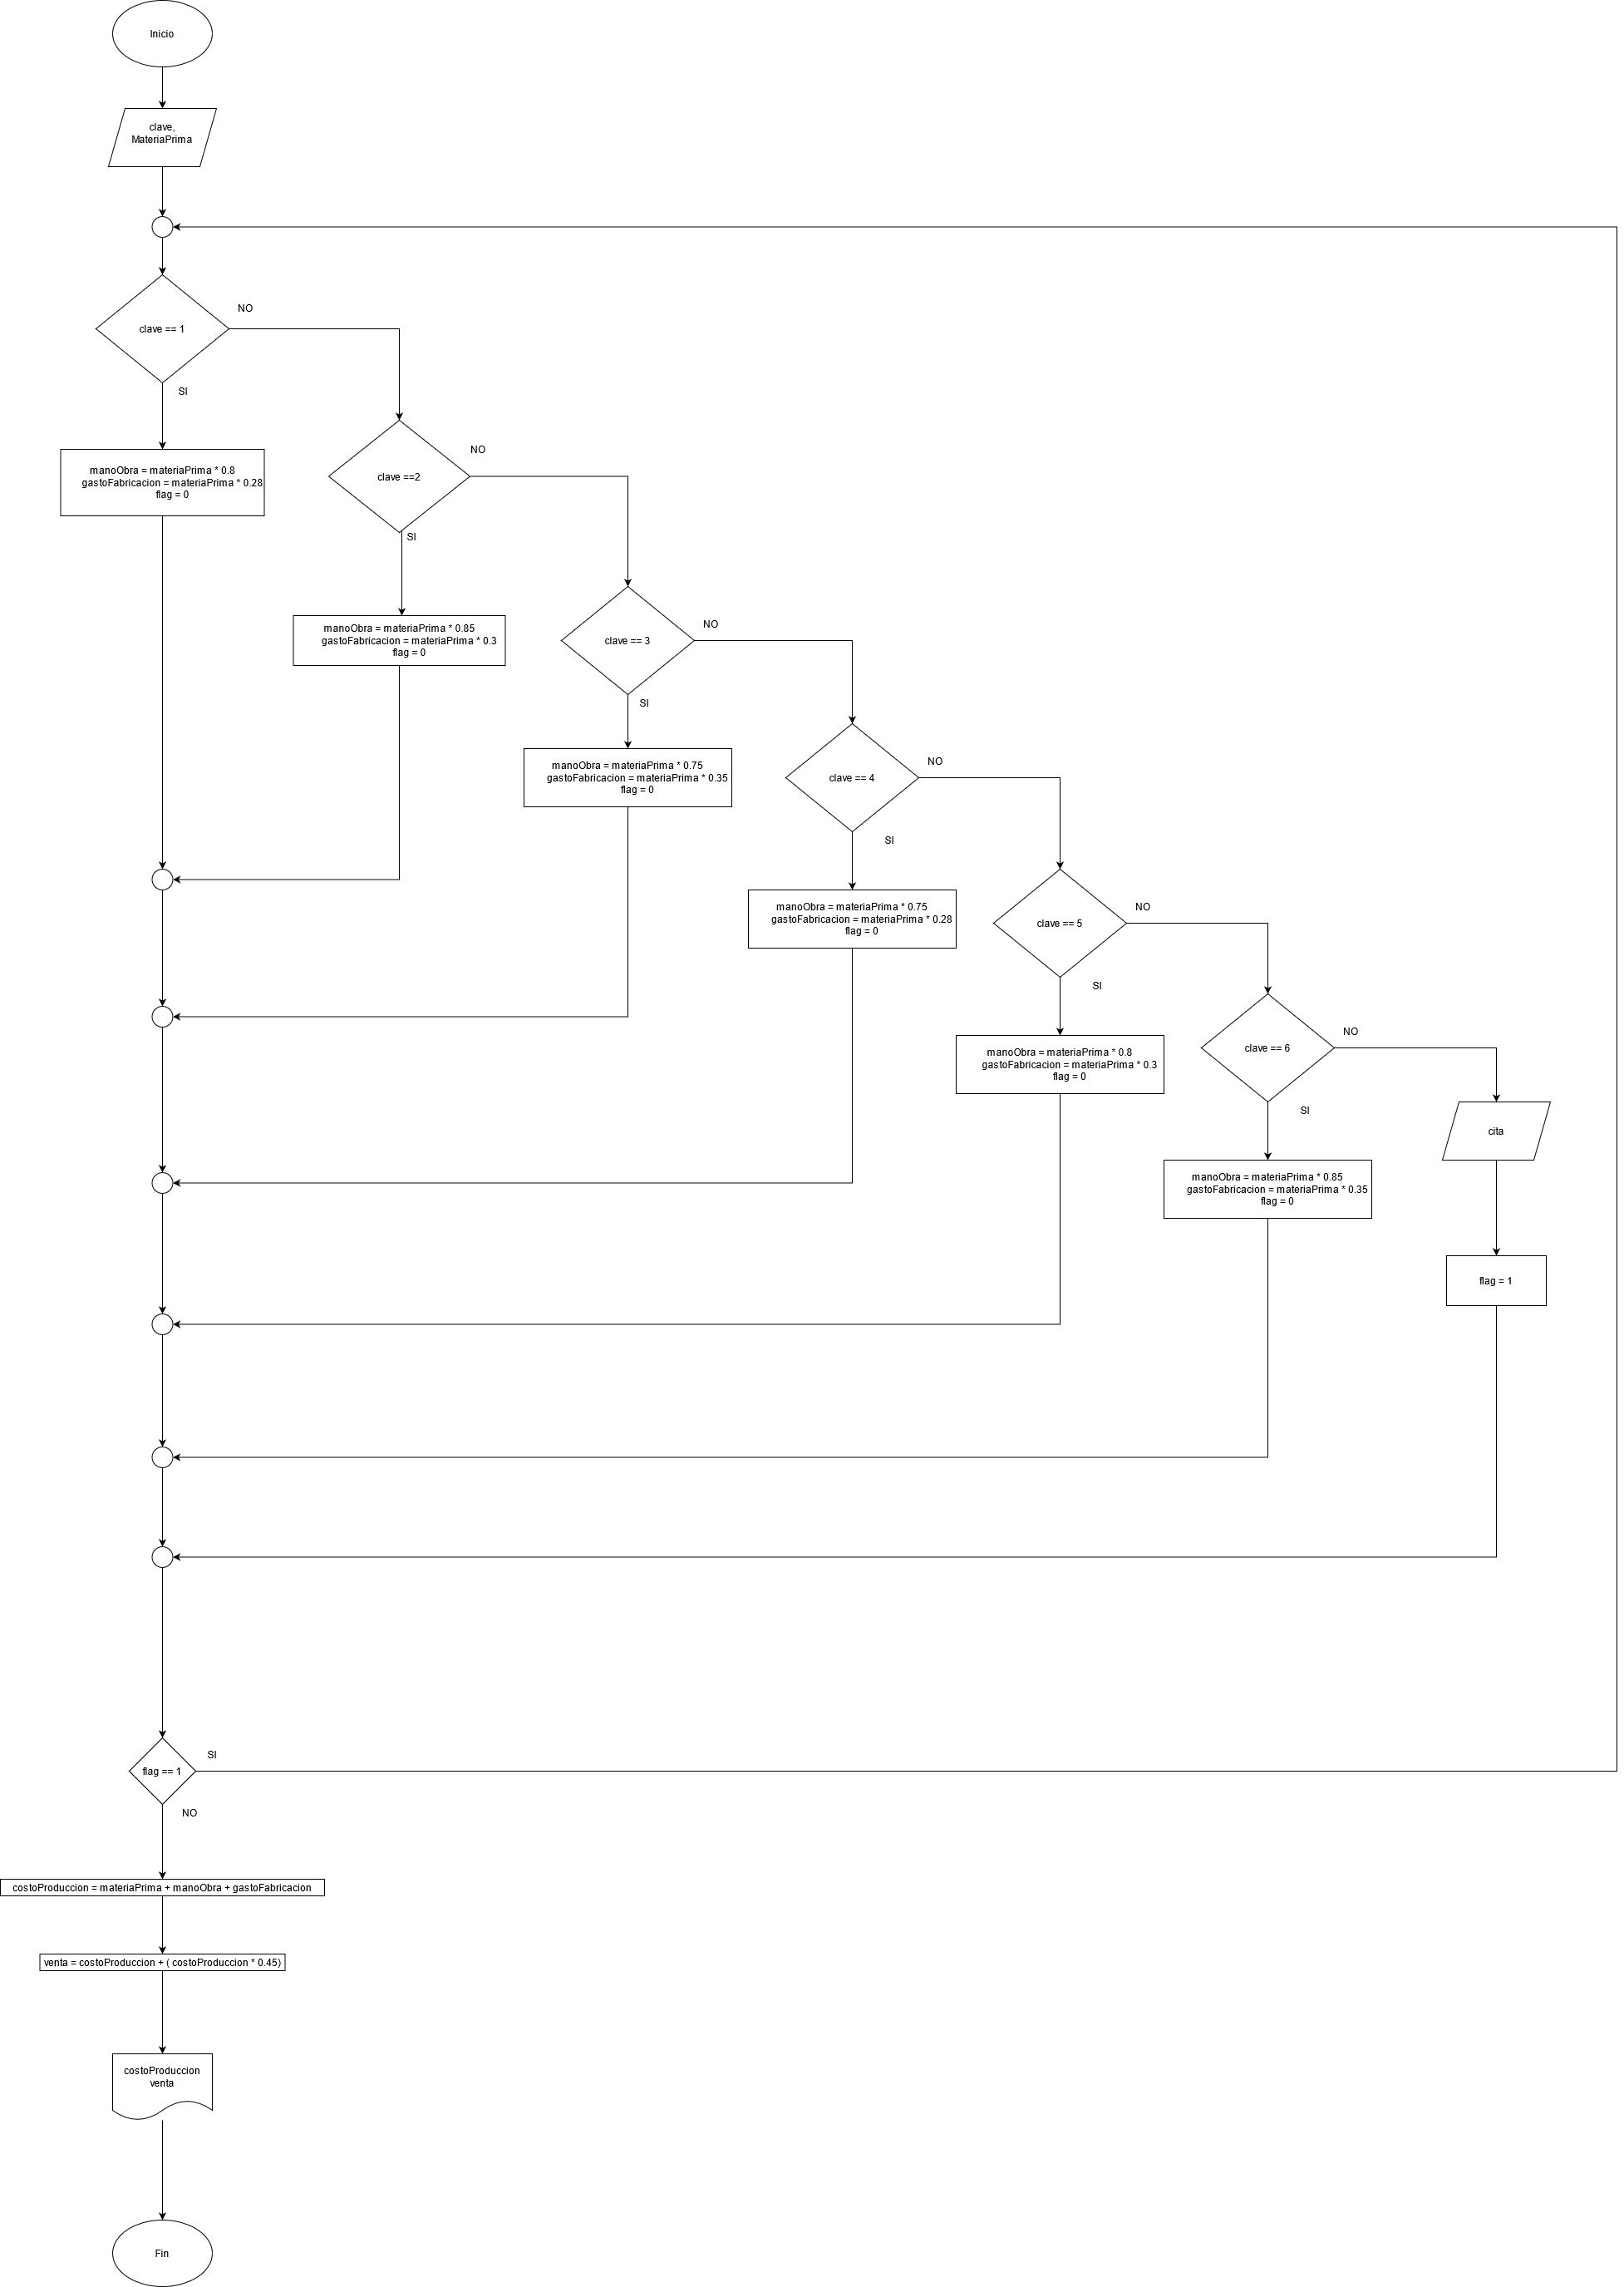 Inicio
clave,
MateriaPrima
clave == 1
NO
SI
manoObra = materiaPrima * 0.8
gastoFabricacion = materiaPrima * 0.28
flag = 0
clave ==2
NO
SI
manoObra = materiaPrima * 0.85
gastoFabricacion = materiaPrima * 0.3
flag = 0
clave == 3
NO
SI
manoObra = materiaPrima * 0.75
gastoFabricacion = materiaPrima * 0.35
flag = 0
clave == 4
NO
SI
manoObra = materiaPrima * 0.75
gastoFabricacion = materiaPrima * 0.28
flag = 0
clave == 5
NO
SI
manoObra = materiaPrima * 0.8
gastoFabricacion = materiaPrima * 0.3
flag = 0
clave == 6
NO
SI
manoObra = materiaPrima * 0.85
gastoFabricacion = materiaPrima * 0.35
flag = 0
cita
flag = 1
flag == 1
SI
NO
costoProduccion = materiaPrima + manoObra + gastoFabricacion
venta = costoProduccion + ( costoProduccion * 0.45)
costoProduccion
venta
Fin